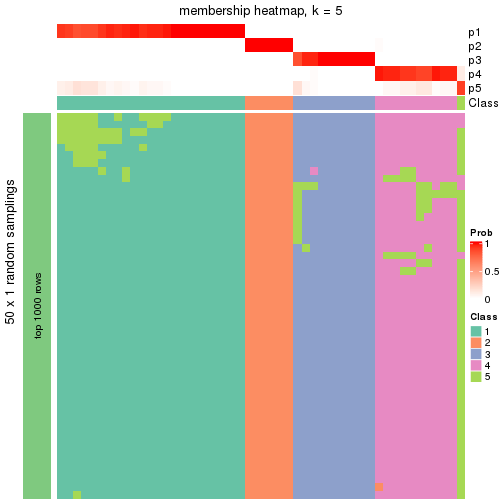 membership heatmap, k = 5
p1
p2
p3
p4
p5
Class
50 x 1 random samplings
top 1000 rows
Prob
1
0.5
0
Class
1
2
3
4
5